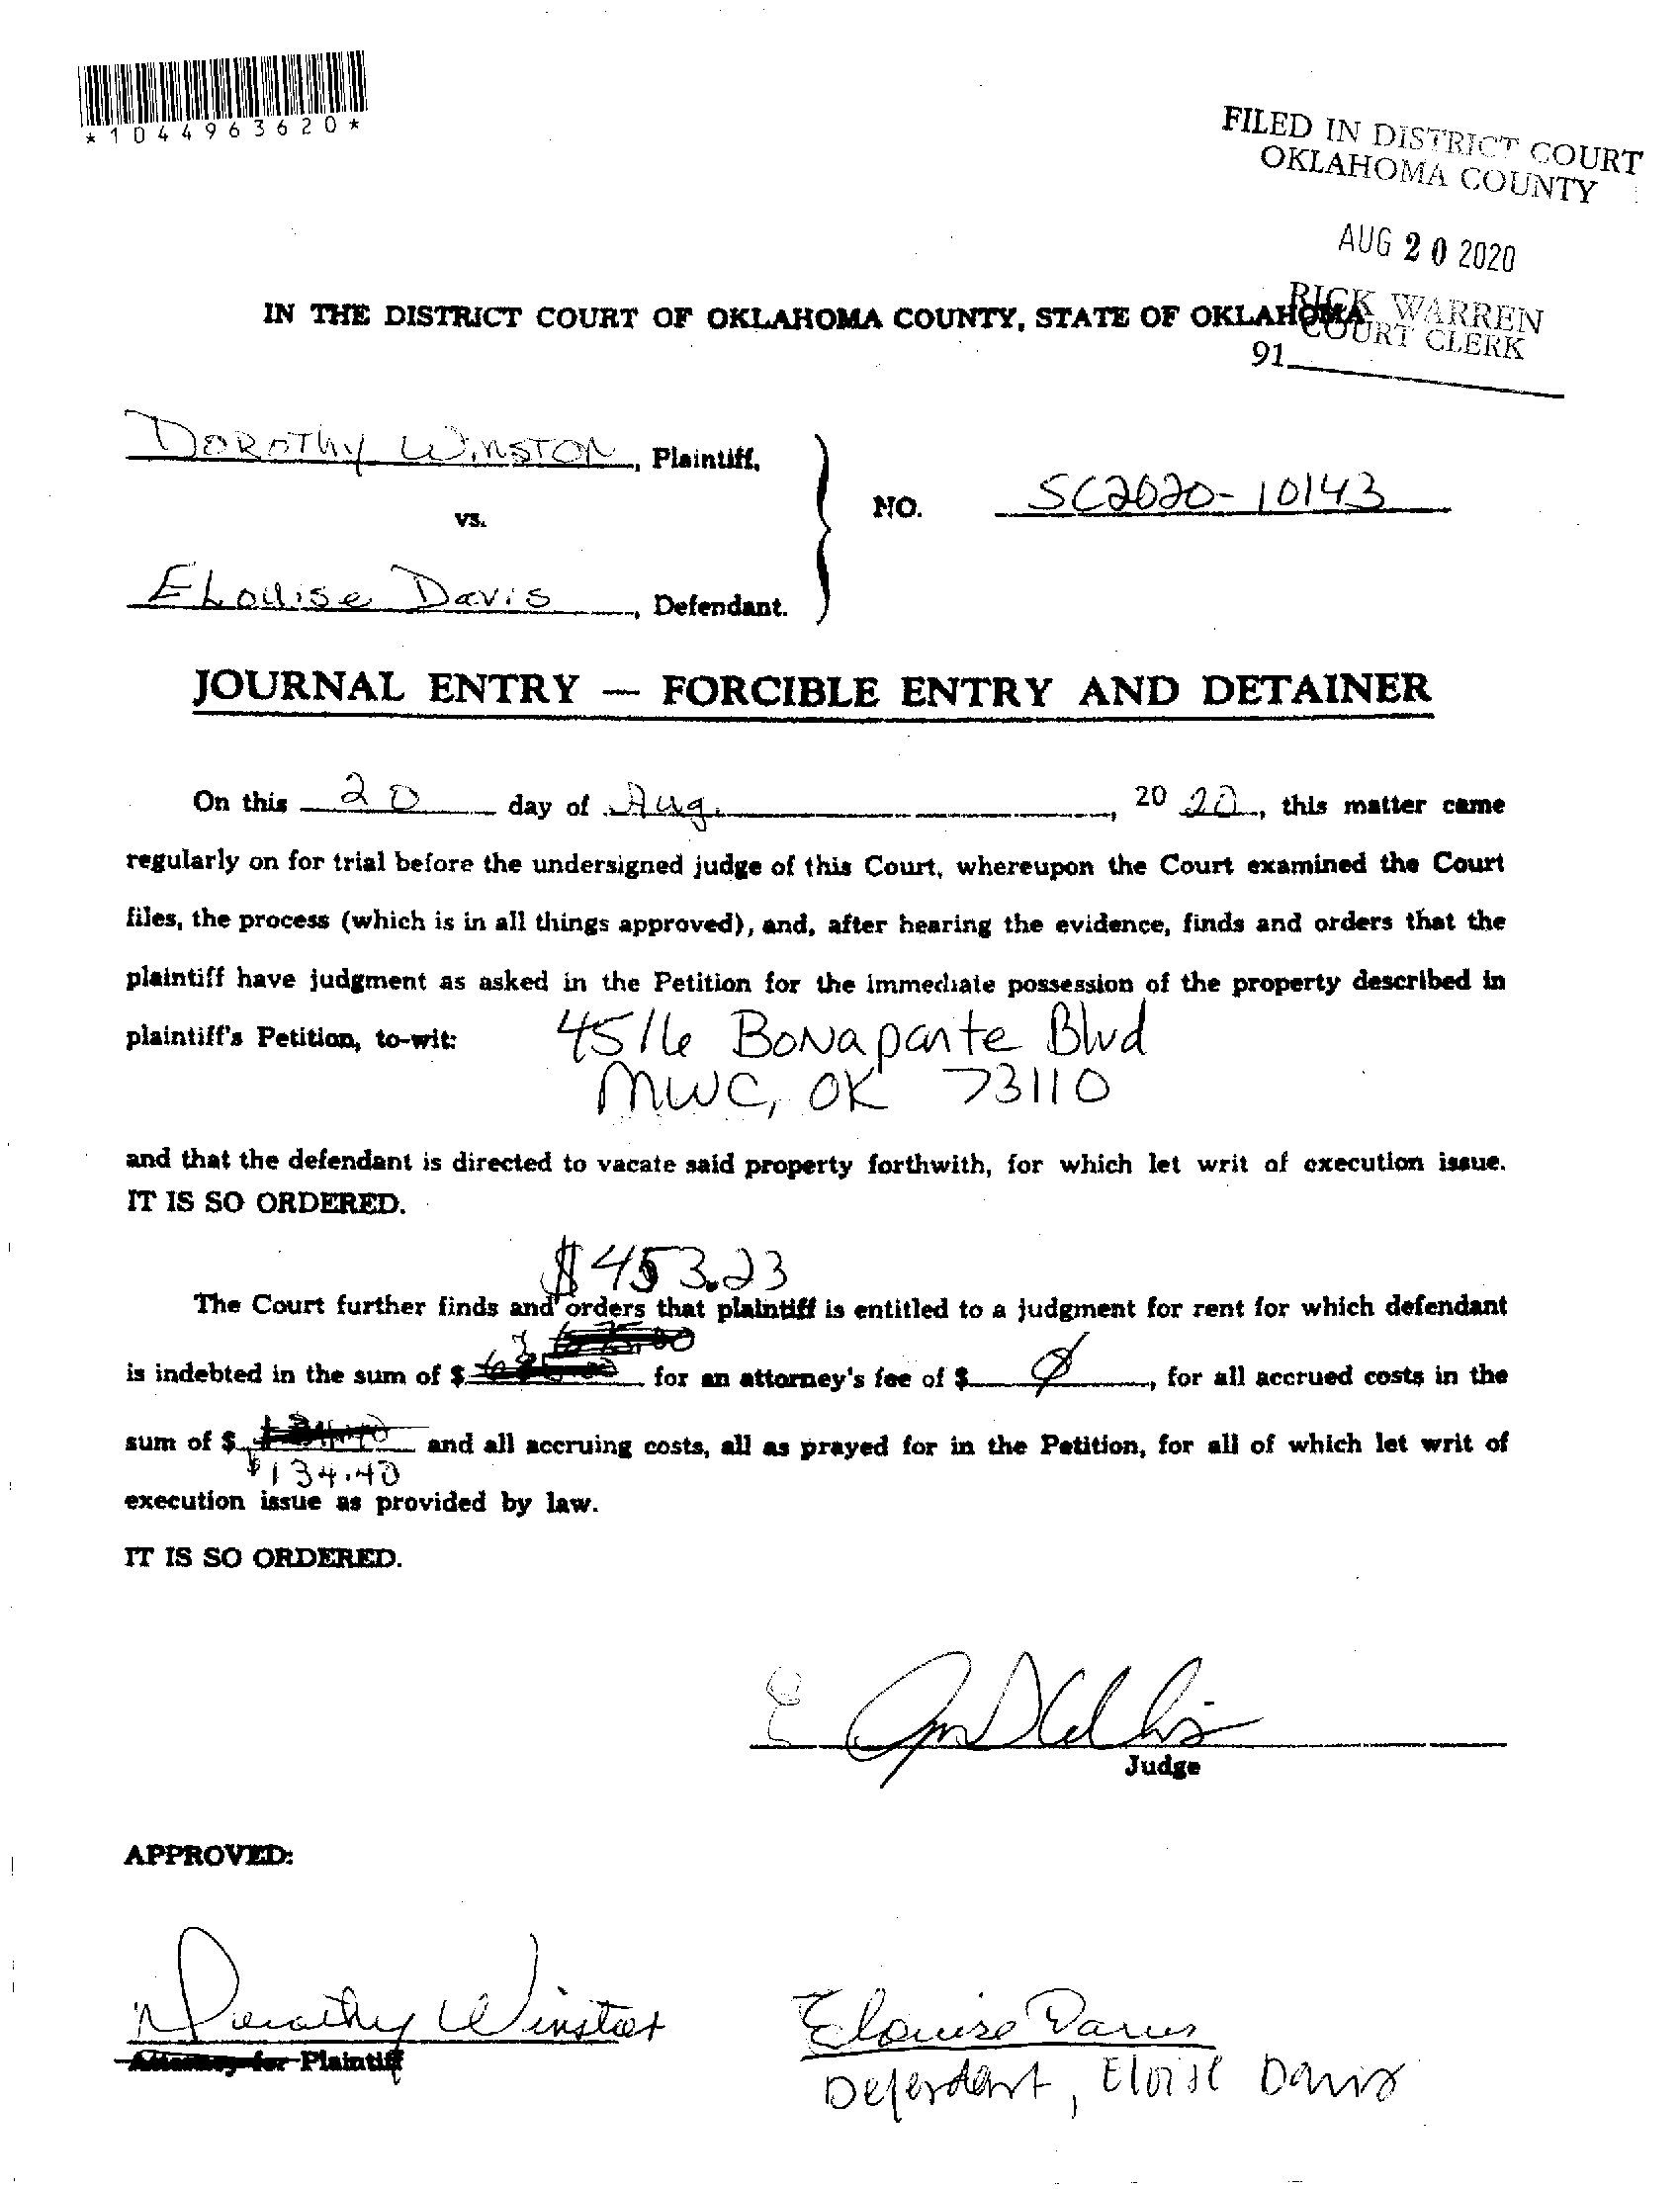 *1044963620*
FILED IN DISTRICT COURT
OKLAHOMA COUNTY
AUG 20 2020
RICK WARREN
COURT CLERK
91
IN THE DISTRICT COURT OF OKLAHOMA COUNTY, STATE OF OKLAHOMA
Dorothy Winston, Plaintiff,
vs.
NO. SC2020-10143
Elouise Davis, Defendant.
JOURNAL ENTRY — FORCIBLE ENTRY AND DETAINER
On this 20 day of Aug., 20 20, this matter came
regularly on for trial before the undersigned judge of this Court, whereupon the Court examined the Court
files, the process (which is in all things approved), and, after hearing the evidence, finds and orders that the
plaintiff have judgment as asked in the Petition for the immediate possession of the property described in
plaintiff's Petition, to-wit: 4516 Bonaparte Blvd
MWC, OK 73110
and that the defendant is directed to vacate said property forthwith, for which let writ of execution issue.
IT IS SO ORDERED.
$453.23
The Court further finds and orders that plaintiff is entitled to a judgment for rent for which defendant
is indebted in the sum of $ for an attorney's fee of $ Ø, for all accrued costs in the
sum of $ and all accruing costs, all as prayed for in the Petition, for all of which let writ of
$134.40
execution issue as provided by law.
IT IS SO ORDERED.
Judge
APPROVED:
Dorothy Winston
Attorney for Plaintiff
Elouise Davis
Defendant, Eloise Davis